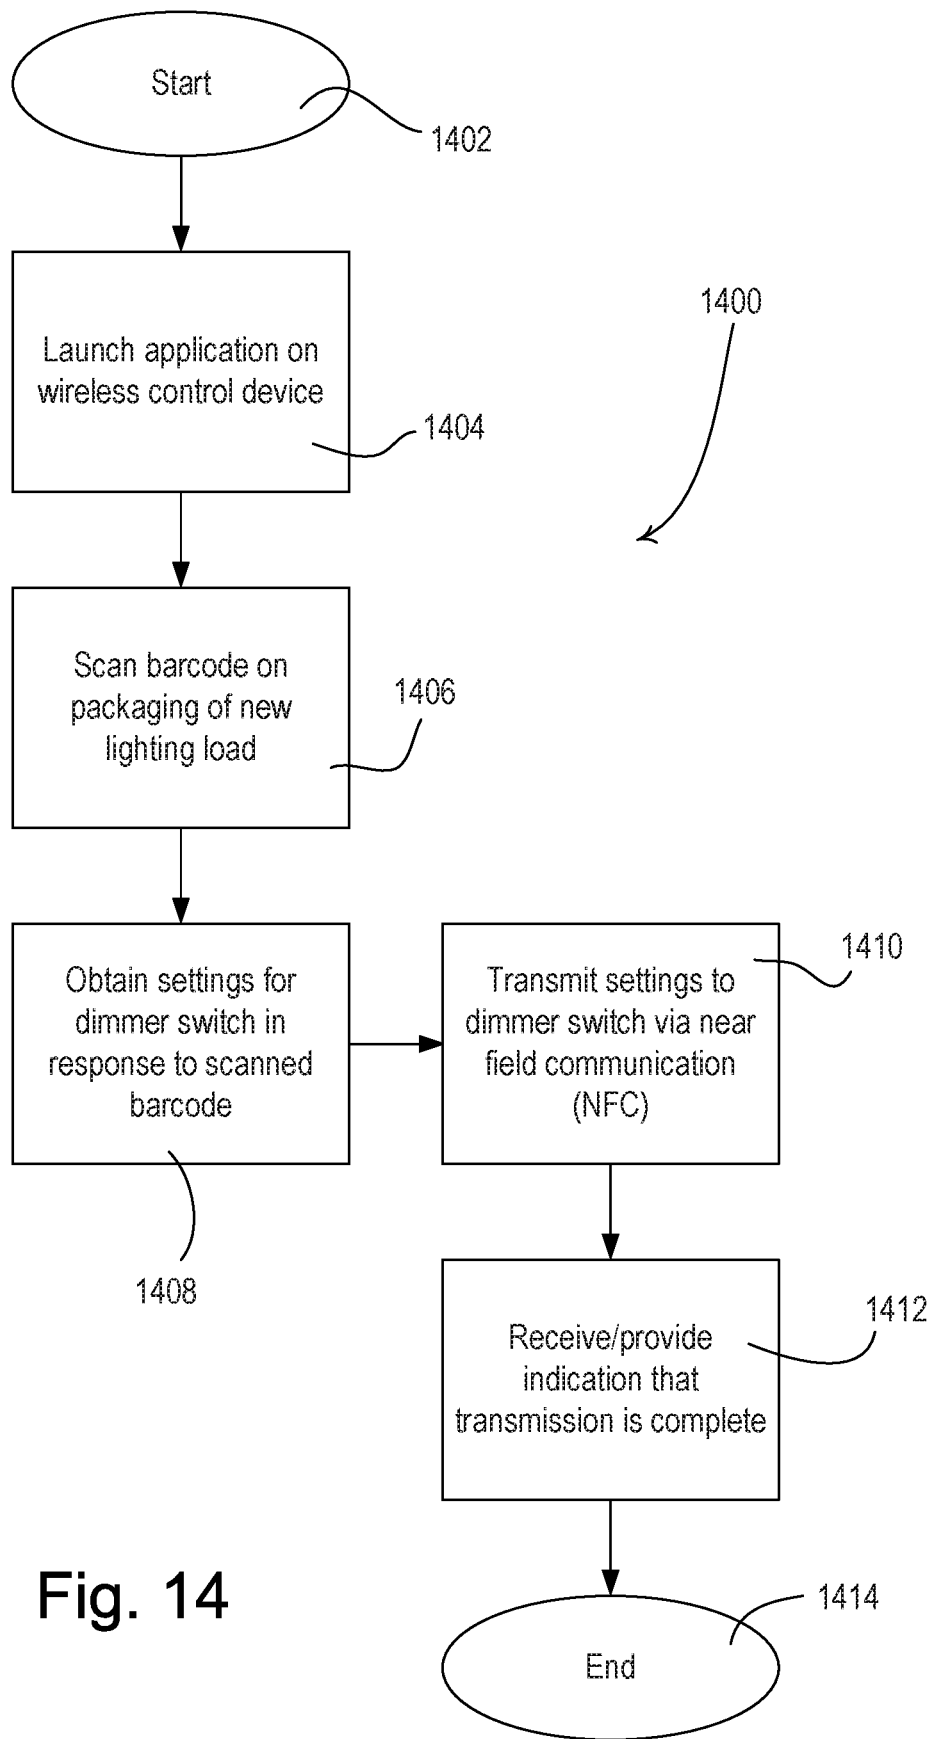 Start
1402
1400
Launch application on
wireless control device
1404
Scan barcode on
packaging of new
lighting load
1406
Obtain settings for
dimmer switch in
response to scanned
barcode
1408
Transmit settings to
dimmer switch via near
field communication
(NFC)
1410
Receive/provide
indication that
transmission is complete
1412
End
1414
Fig. 14